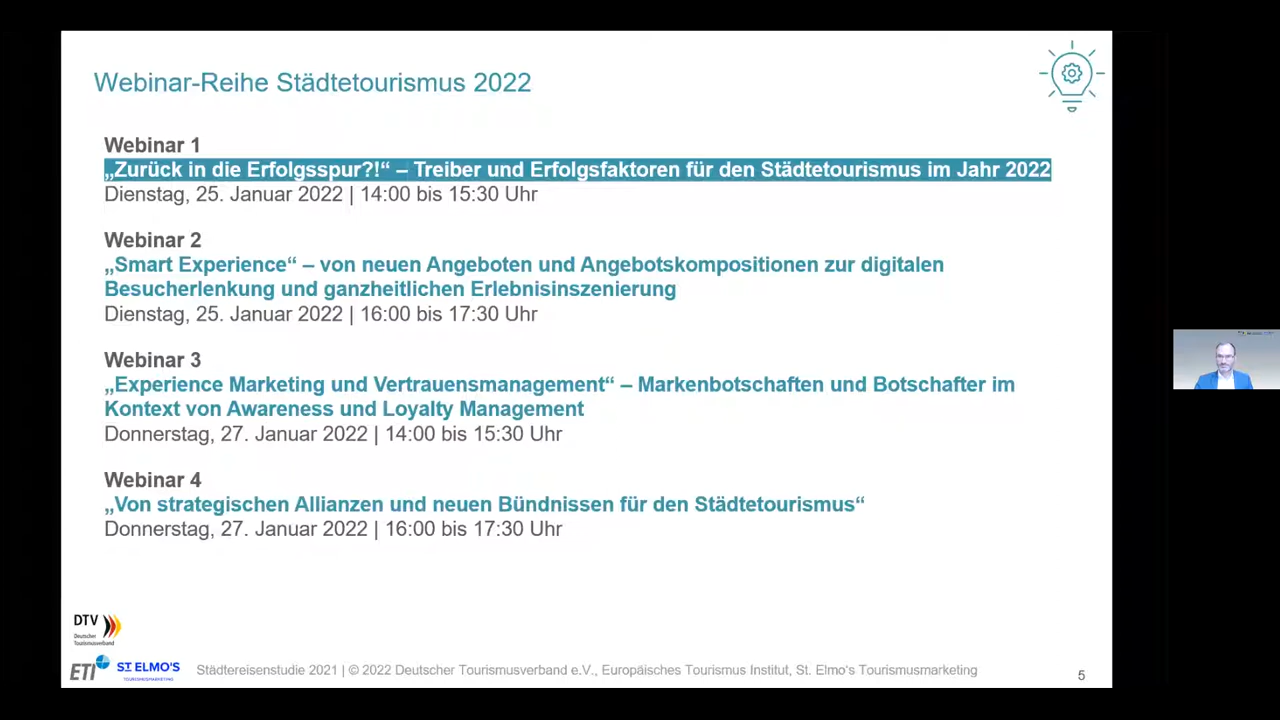 Webinar-Reihe Städtetourismus 2022
Webinar 1
„Zurück in die Erfolgsspur?!“ – Treiber und Erfolgsfaktoren für den Städtetourismus im Jahr 2022
Dienstag, 25. Januar 2022 | 14:00 bis 15:30 Uhr
Webinar 2
„Smart Experience“ – von neuen Angeboten und Angebotskompositionen zur digitalen
Besucherlenkung und ganzheitlichen Erlebnisinszenierung
Dienstag, 25. Januar 2022 | 16:00 bis 17:30 Uhr
Webinar 3
„Experience Marketing und Vertrauensmanagement“ – Markenbotschaften und Botschafter im
Kontext von Awareness und Loyalty Management
Donnerstag, 27. Januar 2022 | 14:00 bis 15:30 Uhr
Webinar 4
„Von strategischen Allianzen und neuen Bündnissen für den Städtetourismus“
Donnerstag, 27. Januar 2022 | 16:00 bis 17:30 Uhr
DTV
Deutscher
Tourismusverband
ETI
ST ELMO'S
TOURISMUSMARKETING
Städtereisenstudie 2021 | © 2022 Deutscher Tourismusverband e.V., Europäisches Tourismus Institut, St. Elmo's Tourismusmarketing
5